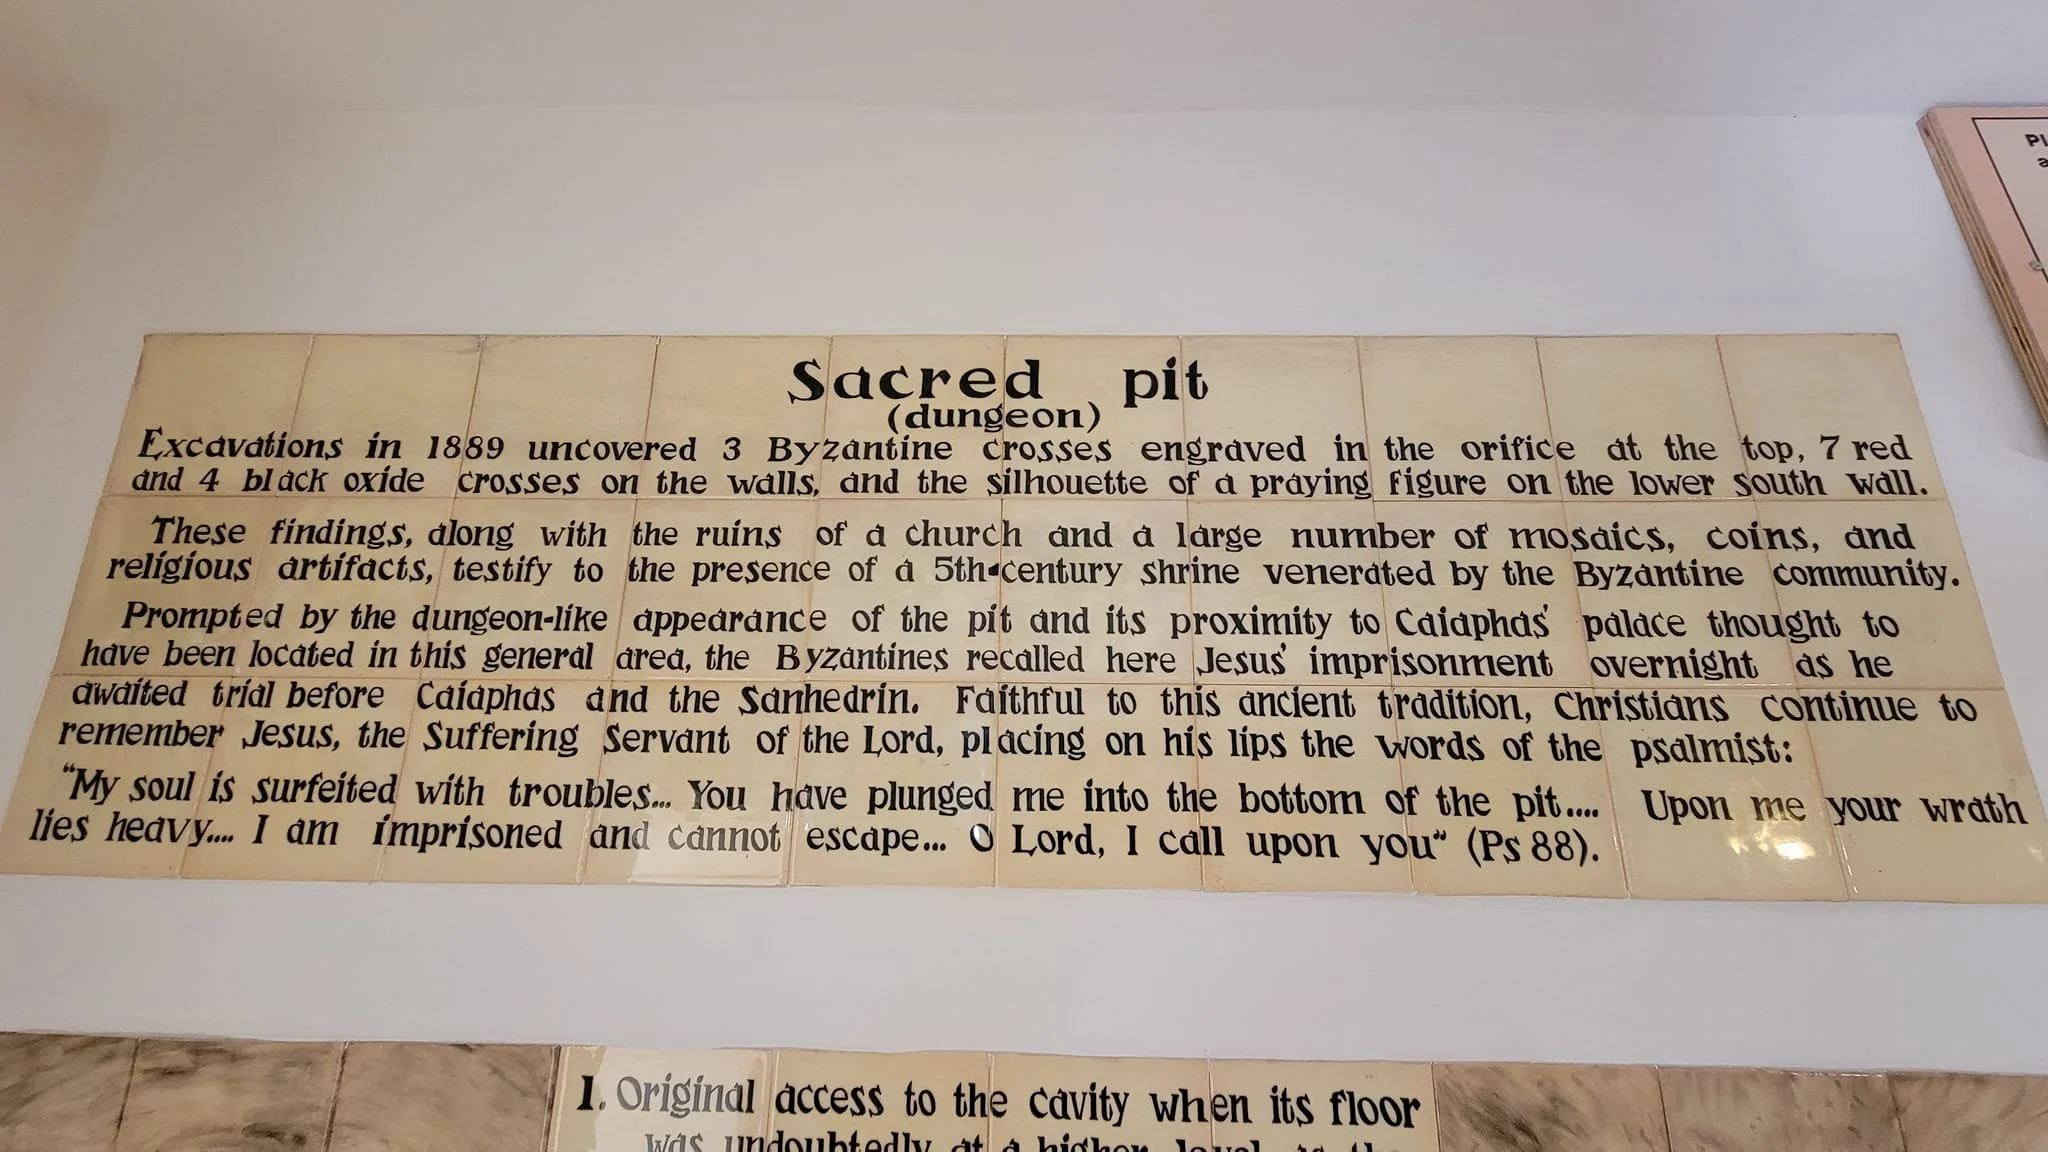 Sacred pit
(dungeon)
Excavations in 1889 uncovered 3 Byzantine crosses engraved in the orifice at the top, 7 red
and 4 black oxide crosses on the walls, and the silhouette of a praying figure on the lower south wall.
These findings, along with the ruins of a church and a large number of mosaics, coins, and
religious artifacts, testify to the presence of a 5th-century shrine venerated by the Byzantine community.
Prompted by the dungeon-like appearance of the pit and its proximity to Caiaphas' palace thought to
have been located in this general area, the Byzantines recalled here Jesus' imprisonment overnight as he
awaited trial before Caiaphas and the Sanhedrin. Faithful to this ancient tradition, Christians continue to
remember Jesus, the Suffering Servant of the Lord, placing on his lips the words of the psalmist:
"My soul is surfeited with troubles... You have plunged me into the bottom of the pit.... Upon me your wrath
lies heavy.... I am imprisoned and cannot escape... O Lord, I call upon you" (Ps 88).
1. Original access to the cavity when its floor
was undoubtedly at a higher level as the